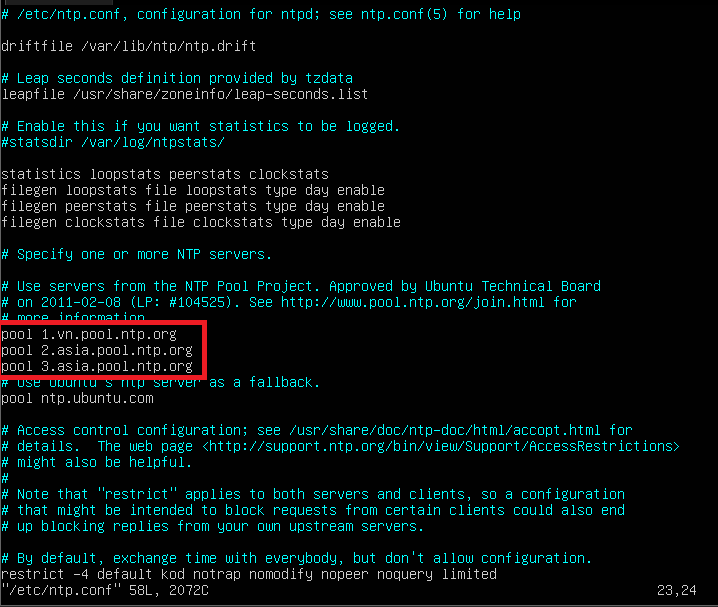 # /etc/ntp.conf, configuration for ntpd; see ntp.conf(5) for help
driftfile /var/lib/ntp/ntp.drift
# Leap seconds definition provided by tzdata
leapfile /usr/share/zoneinfo/leap-seconds.list
# Enable this if you want statistics to be logged.
#statsdir /var/log/ntpstats/
statistics loopstats peerstats clockstats
filegen loopstats file loopstats type day enable
filegen peerstats file peerstats type day enable
filegen clockstats file clockstats type day enable
# Specify one or more NTP servers.
# Use servers from the NTP Pool Project. Approved by Ubuntu Technical Board
# on 2011-02-08 (LP: #104525). See http://www.pool.ntp.org/join.html for
# more information
pool 1.vn.pool.ntp.org
pool 2.asia.pool.ntp.org
pool 3.asia.pool.ntp.org
# Use Ubuntu's ntp server as a fallback.
pool ntp.ubuntu.com
# Access control configuration; see /usr/share/doc/ntp-doc/html/accopt.html for
# details.  The web page <http://support.ntp.org/bin/view/Support/AccessRestrictions>
# might also be helpful.
#
# Note that "restrict" applies to both servers and clients, so a configuration
# that might be intended to block requests from certain clients could also end
# up blocking replies from your own upstream servers.
# By default, exchange time with everybody, but don't allow configuration.
restrict -4 default kod notrap nomodify nopeer noquery limited
"/etc/ntp.conf" 58L, 2072C 23,24